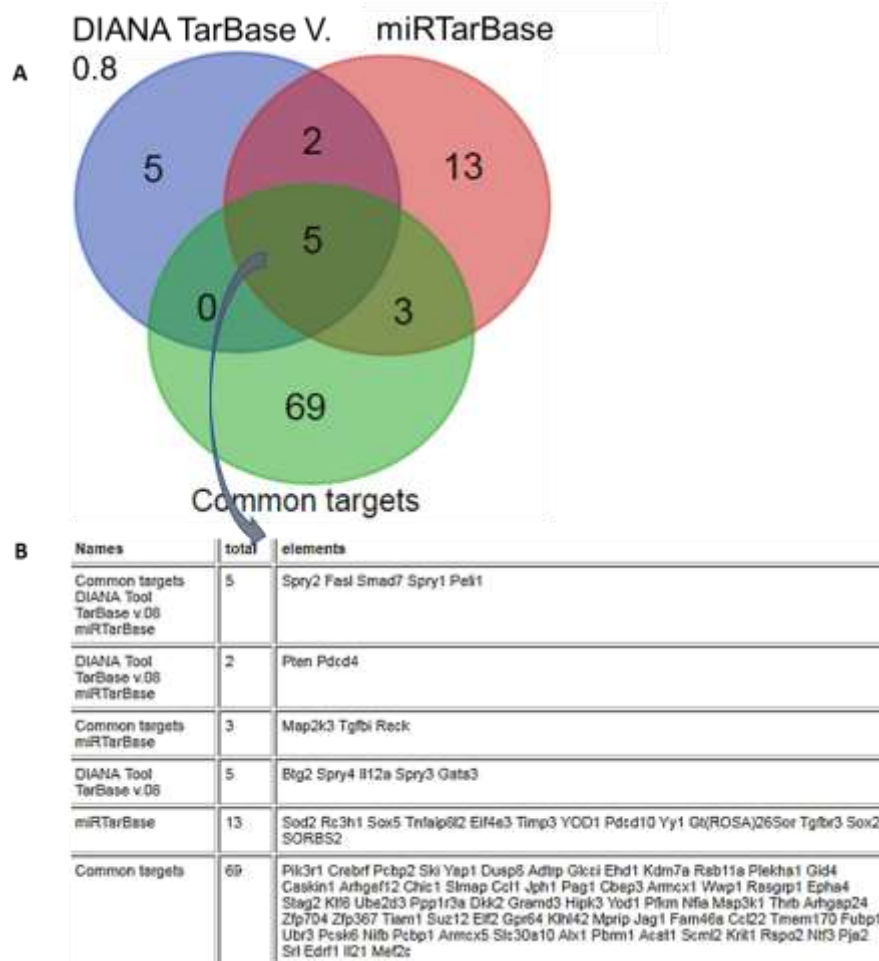 DIANA TarBase V. miRTarBase
0.8
A
5
2
13
5
0
3
69
Common targets
B
Names total elements
Common targets
DIANA Tool
TarBase v.08
miRTarBase
5
Spry2 Fasl Smad7 Spry1 Peli1
DIANA Tool
TarBase v.08
miRTarBase
2
Pten Pdcd4
Common targets
miRTarBase
3
Map2k3 Tgfbi Reck
DIANA Tool
TarBase v.08
5
Btg2 Spry4 Il12a Spry3 Gata3
miRTarBase
13
Sod2 Rc3h1 Sox5 Tnfaip8l2 Eif4e3 Timp3 YOD1 Pdcd10 Yy1 Gt(ROSA)26Sor Tgfbr3 Sox2
SORBS2
Common targets
69
Pik3r1 Crebrf Pcbp2 Ski Yap1 Dusp8 Adtrp Glcci Ehd1 Kdm7a Rab11a Plekha1 Gid4
Caskin1 Arhgef12 Chic1 Slmap Ccl1 Jph1 Pag1 Cbep3 Armcx1 Wwp1 Rasgrp1 Epha4
Stag2 Klf6 Ube2d3 Ppp1r3a Dkk2 Gramd3 Hipk3 Yod1 Pfkm Nfia Map3k1 Thrb Arhgap24
Zfp704 Zfp367 Tiam1 Suz12 Elf2 Gpr64 Klhl42 Mprip Jag1 Fam46a Ccl22 Tmem170 Fubp1
Ubr3 Pcsk6 Nifb Pcbp1 Armcx5 Slc30a10 Alx1 Pbrm1 Acat1 Scml2 Krit1 Rspo2 Ntf3 Pja2
Srl Edrf1 Il21 Mef2c